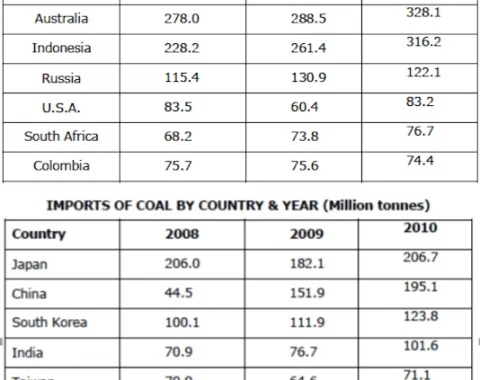 Australia 278.0 288.5 328.1
Indonesia 228.2 261.4 316.2
Russia 115.4 130.9 122.1
U.S.A. 83.5 60.4 83.2
South Africa 68.2 73.8 76.7
Colombia 75.7 75.6 74.4
IMPORTS OF COAL BY COUNTRY & YEAR (Million tonnes)
Country 2008 2009 2010
Japan 206.0 182.1 206.7
China 44.5 151.9 195.1
South Korea 100.1 111.9 123.8
India 70.9 76.7 101.6
71.1